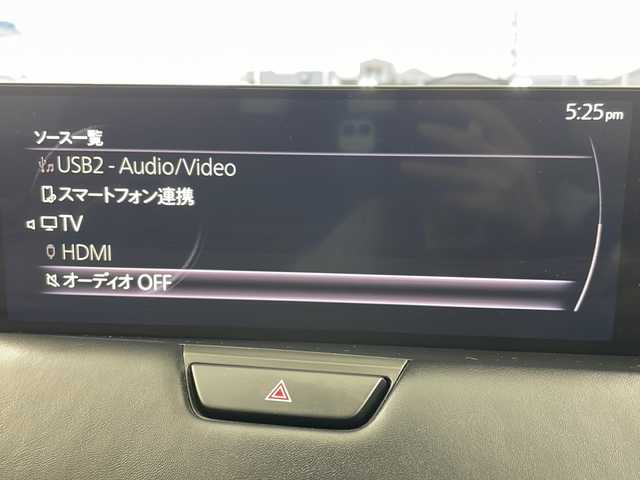 5:25pm
ソース一覧
USB2 - Audio/Video
スマートフォン連携
TV
HDMI
オーディオ OFF